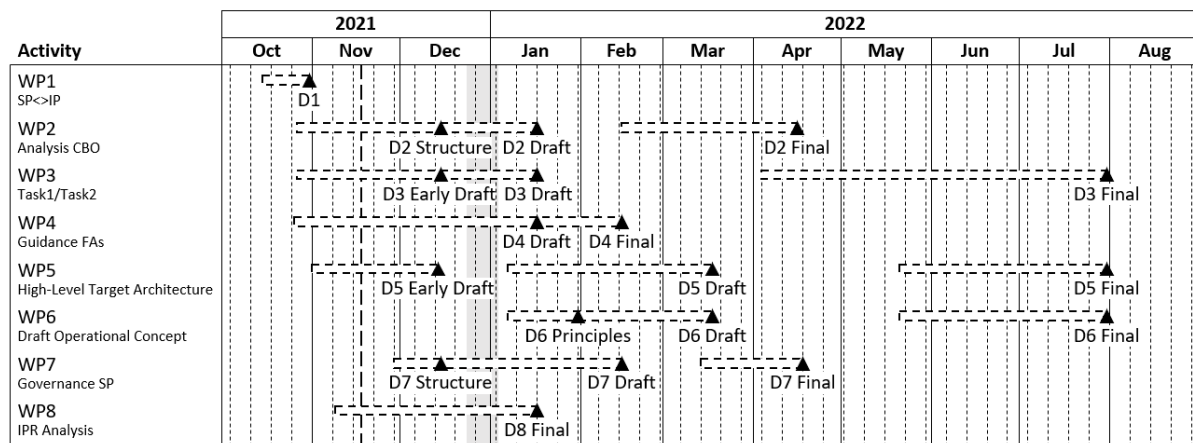 2021 2022
Activity Oct Nov Dec Jan Feb Mar Apr May Jun Jul Aug
WP1
SP<>IP
D1
WP2
Analysis CBO
D2 Structure D2 Draft D2 Final
WP3
Task1/Task2
D3 Early Draft D3 Draft D3 Final
WP4
Guidance FAs
D4 Draft D4 Final
WP5
High-Level Target Architecture
D5 Early Draft D5 Draft D5 Final
WP6
Draft Operational Concept
D6 Principles D6 Draft D6 Final
WP7
Governance SP
D7 Structure D7 Draft D7 Final
WP8
IPR Analysis
D8 Final